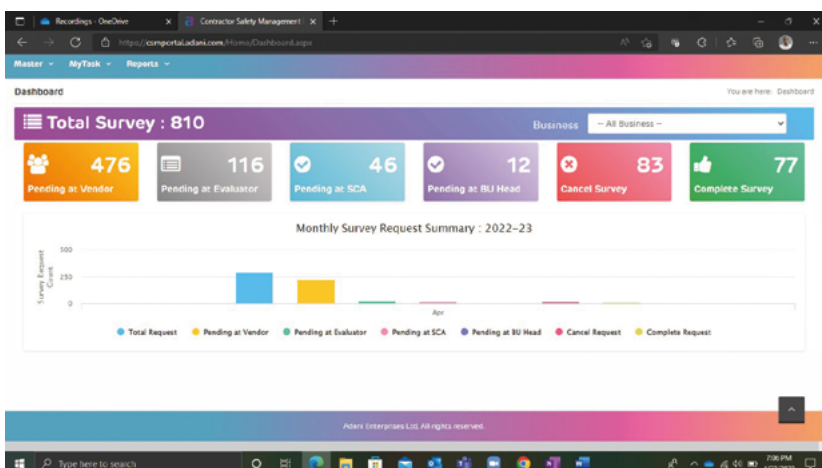 Recordings - OneDrive
Contractor Safety Management
https://csmportal.adani.com/Home/Dashboard.aspx
Master MyTask Reports
Dashboard
You are here: Dashboard
Total Survey : 810
Business
-- All Business --
476
Pending at Vendor
116
Pending at Evaluator
46
Pending at SCA
12
Pending at BU Head
83
Cancel Survey
77
Complete Survey
Monthly Survey Request Summary : 2022-23
Survey Request
Count
500
250
0
Apr
Total Request Pending at Vendor Pending at Evaluator Pending at SCA Pending at BU Head Cancel Request Complete Request
Adani Enterprises Ltd. All rights reserved.
Type here to search
7:06 PM